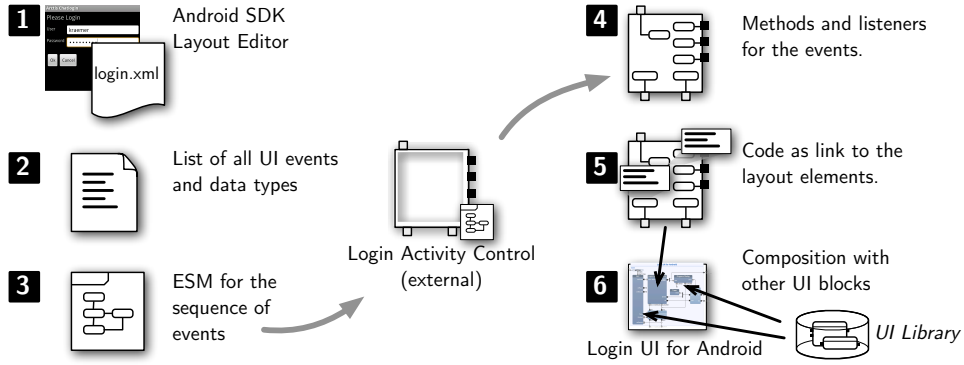 1
Arctis Chatlogin
Please Login
User
kraemer
Password
Ok Cancel
login.xml
Android SDK
Layout Editor
2
List of all UI events
and data types
3
ESM for the
sequence of
events
Login Activity Control
(external)
4
Methods and listeners
for the events.
5
Code as link to the
layout elements.
6
Composition with
other UI blocks
Login UI for Android
UI Library